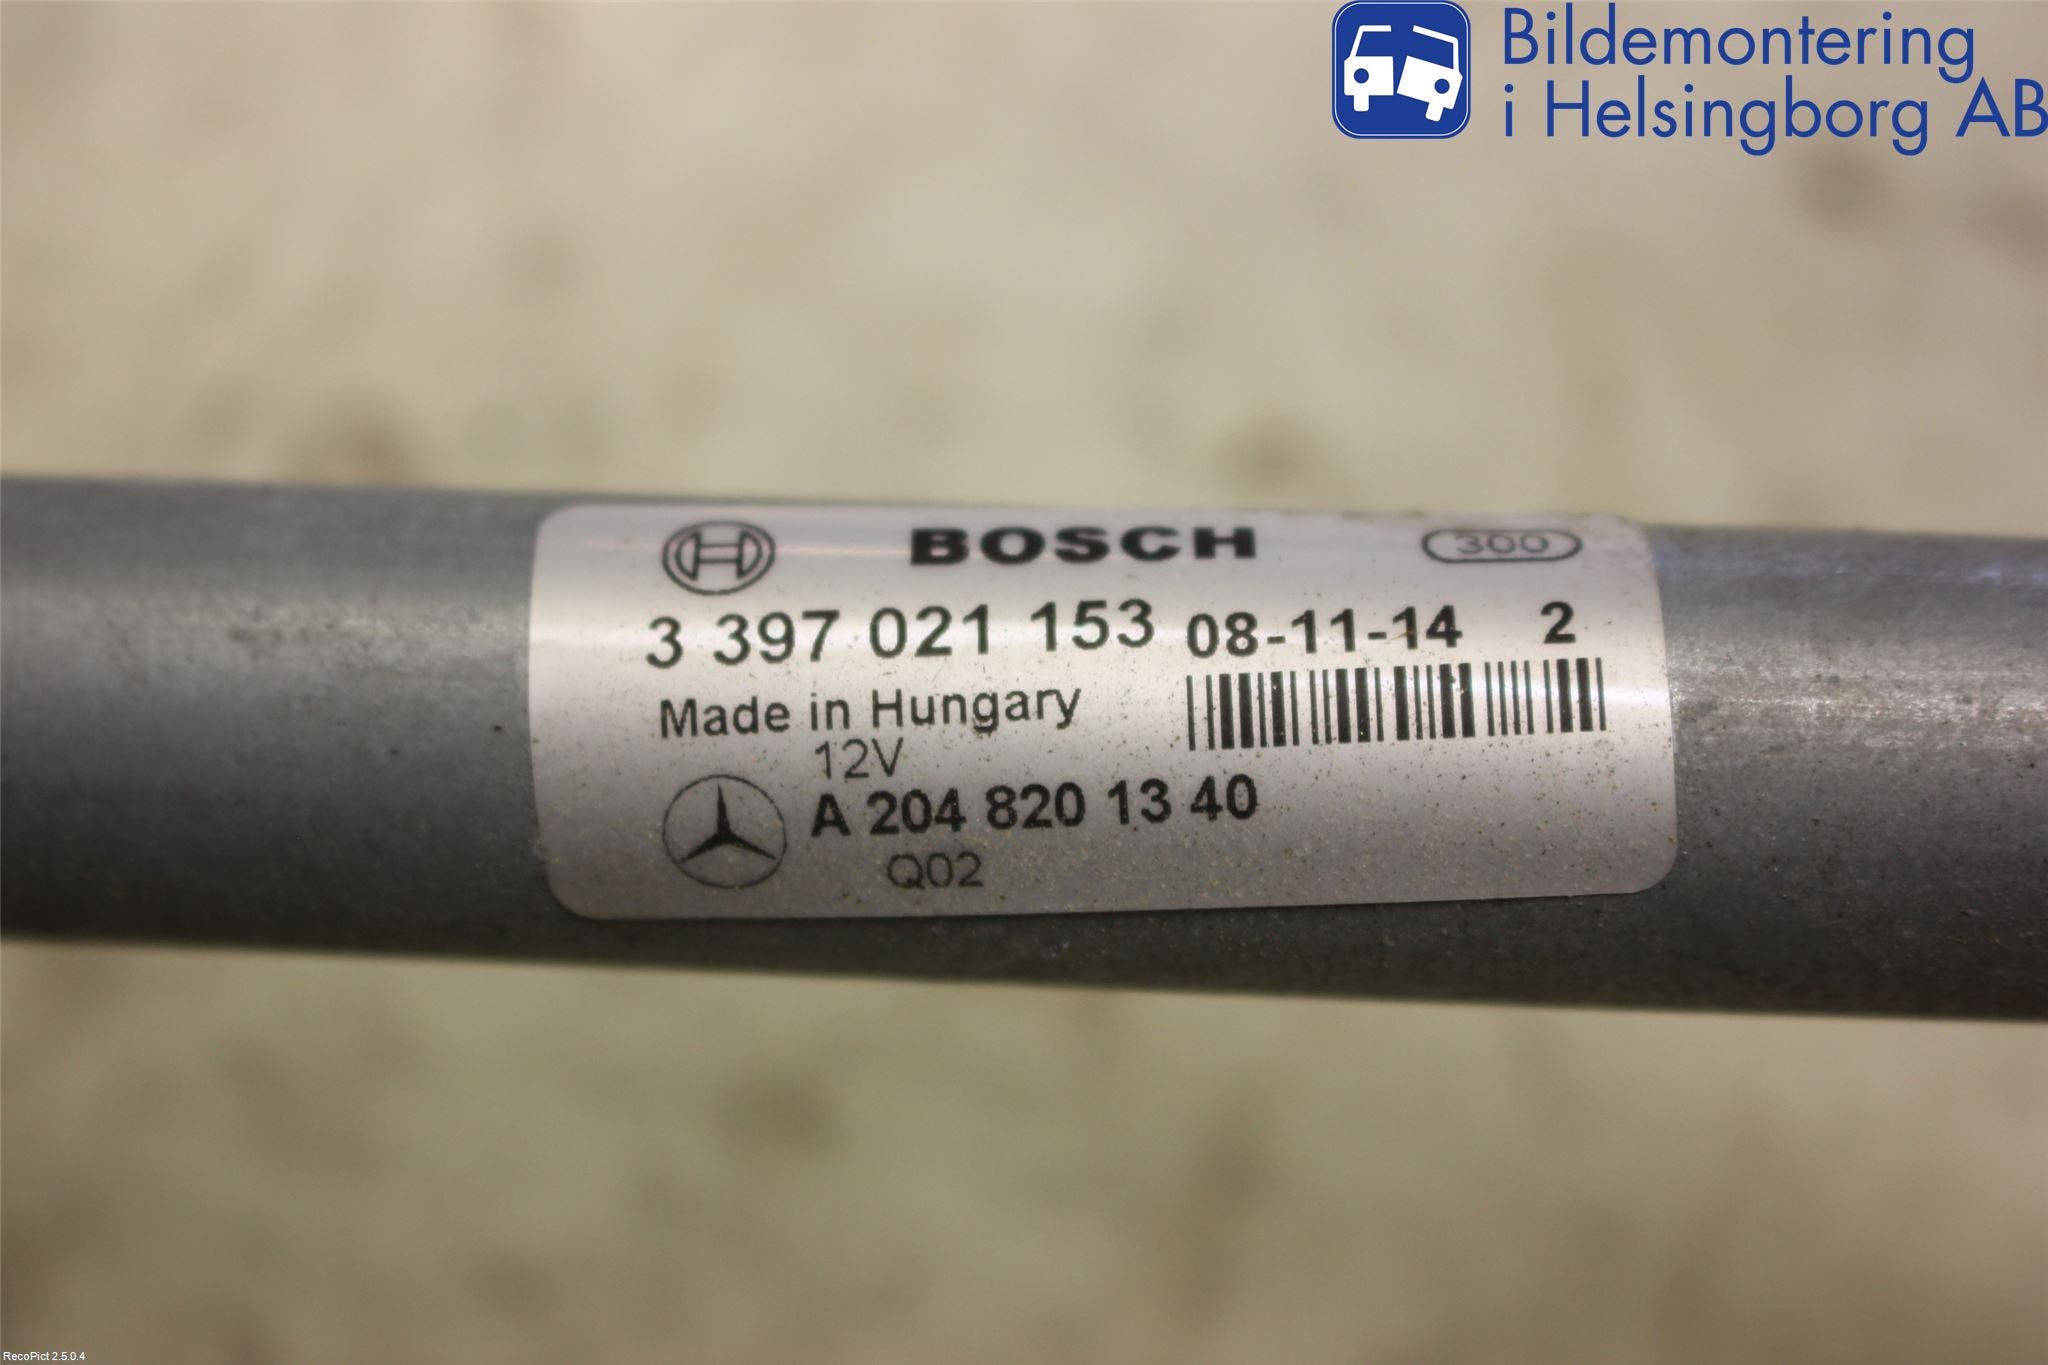 Bildemontering
i Helsingborg AB
BOSCH 300
3 397 021 153 08-11-14 2
Made in Hungary
12V
A 204 820 13 40
Q02
RecoPict 2.5.0.4